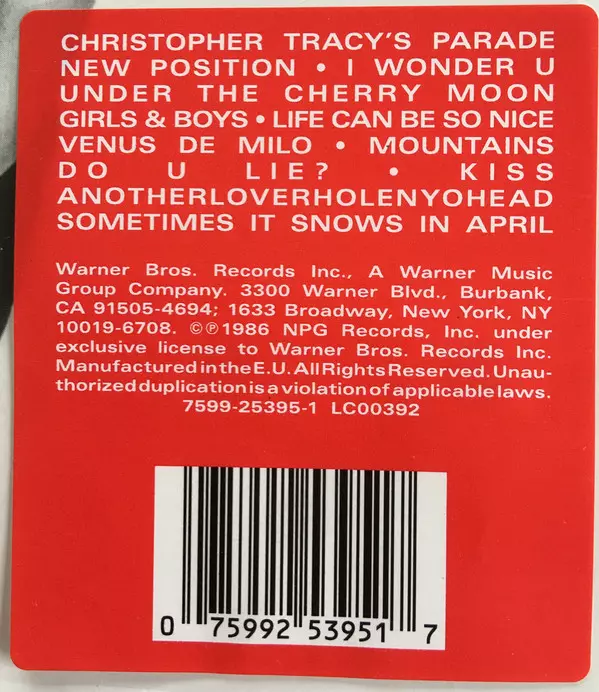 CHRISTOPHER TRACY'S PARADE
NEW POSITION • I WONDER U
UNDER THE CHERRY MOON
GIRLS & BOYS • LIFE CAN BE SO NICE
VENUS DE MILO • MOUNTAINS
DO U LIE? • KISS
ANOTHERLOVERHOLENYOHEAD
SOMETIMES IT SNOWS IN APRIL
Warner Bros. Records Inc., A Warner Music
Group Company. 3300 Warner Blvd., Burbank,
CA 91505-4694; 1633 Broadway, New York, NY
10019-6708. ©℗1986 NPG Records, Inc. under
exclusive license to Warner Bros. Records Inc.
Manufactured in the E.U. All Rights Reserved. Unau-
thorized duplication is a violation of applicable laws.
7599-25395-1 LC00392
0 75992 53951 7